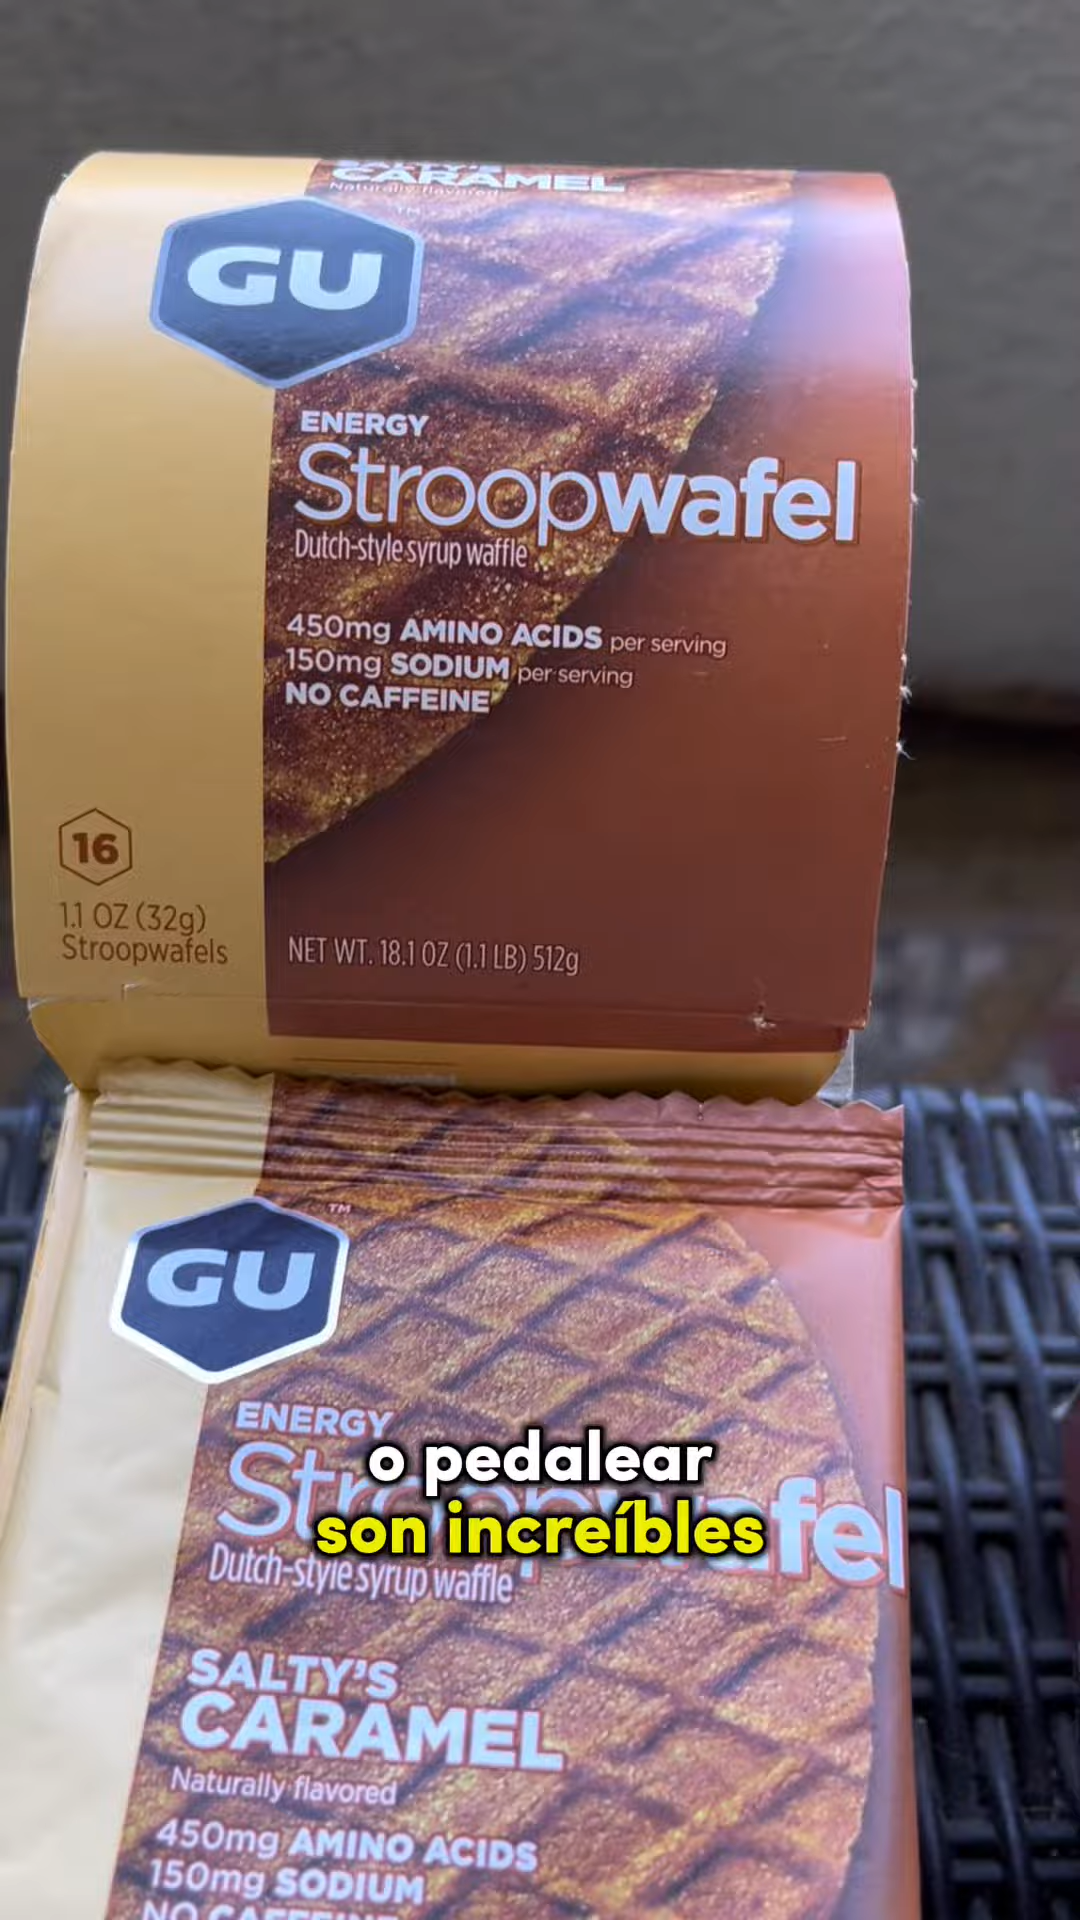 SALTY'S
CARAMEL
Naturally flavored
™
GU
ENERGY
Stroopwafel
Dutch-style syrup waffle
450mg AMINO ACIDS per serving
150mg SODIUM per serving
NO CAFFEINE
16
1.1 OZ (32g)
Stroopwafels
NET WT. 18.1 OZ (1.1 LB) 512g
™
GU
ENERGY
Stroopwafel
o pedalear
son increíbles
Dutch-style syrup waffle
SALTY'S
CARAMEL
Naturally flavored
450mg AMINO ACIDS
150mg SODIUM
NO CAFFEINE